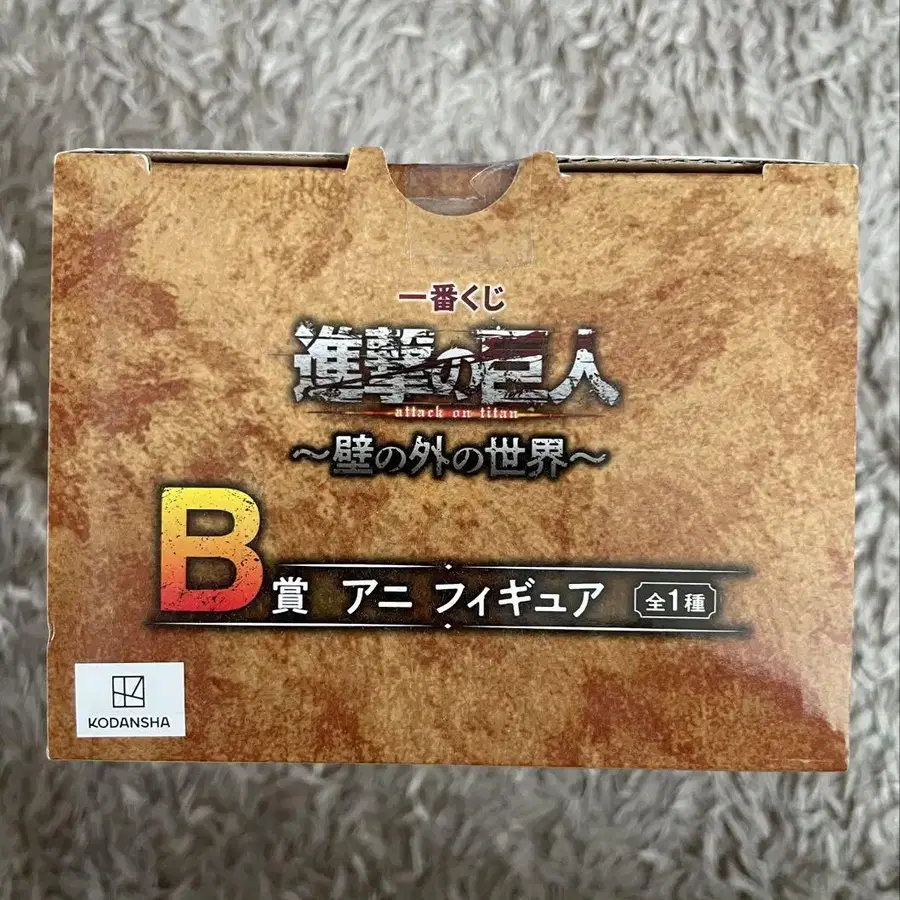 一番くじ
進撃の巨人
attack on titan
～壁の外の世界～
B賞 アニ フィギュア 全1種
KODANSHA